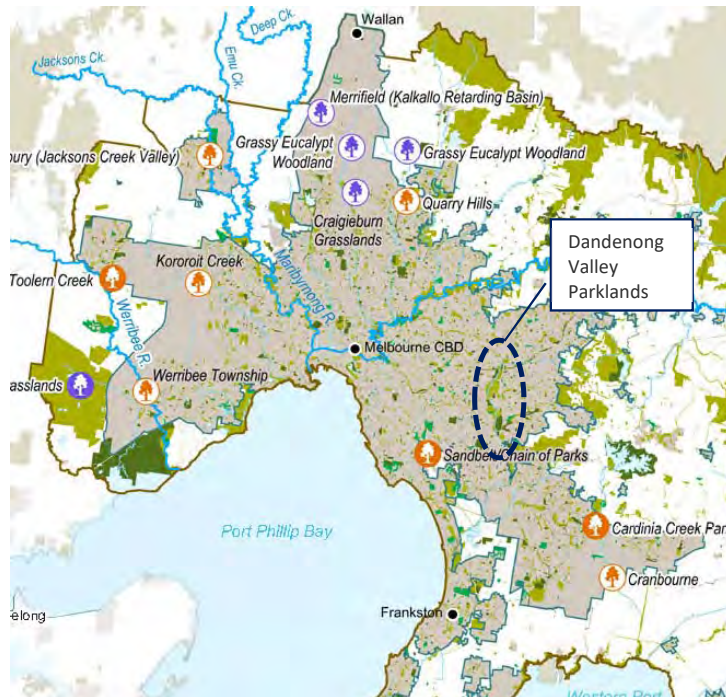 Wallan
Deep Ck.
Emu Ck.
Jacksons Ck.
Merrifield (Kalkallo Retarding Basin)
Grassy Eucalypt
Woodland
Grassy Eucalypt Woodland
bury (Jacksons Creek Valley)
Quarry Hills
Craigieburn
Grasslands
Dandenong
Valley
Parklands
Kororoit Creek
Toolern Creek
Maribyrnong R.
Werribee R.
Melbourne CBD
Werribee Township
asslands
Sandbelt/Chain of Parks
Port Phillip Bay
Cardinia Creek Par
Cranbourne
elong
Frankston
Western Port